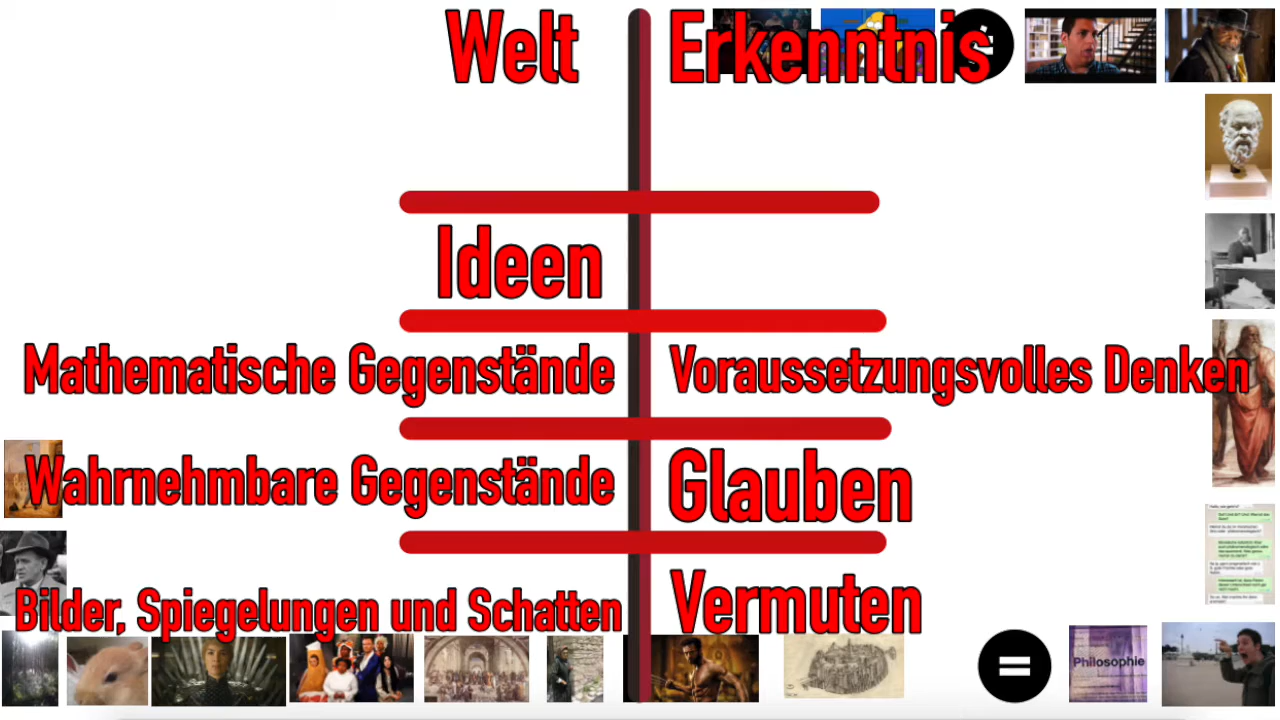 Welt Erkenntnis
Ideen
Mathematische Gegenstände Voraussetzungsvolles Denken
Wahrnehmbare Gegenstände Glauben
Bilder, Spiegelungen und Schatten Vermuten
Philosophie